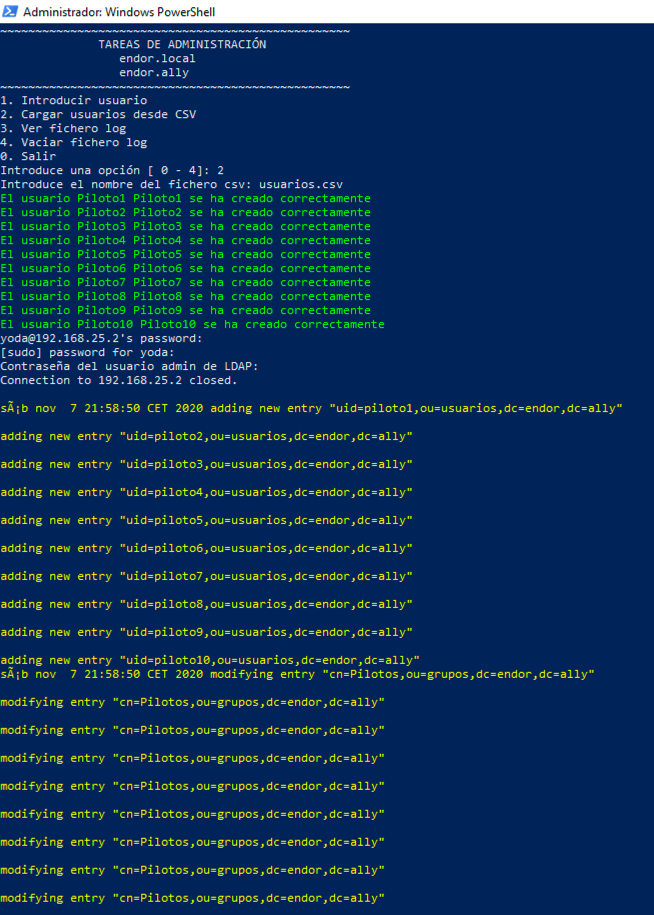 Administrador: Windows PowerShell
~~~~~~~~~~~~~~~~~~~~~~~~~~~~~~~~~~~~~~~~~~~~~~~~~~
TAREAS DE ADMINISTRACIÓN
endor.local
endor.ally
~~~~~~~~~~~~~~~~~~~~~~~~~~~~~~~~~~~~~~~~~~~~~~~~~~
1. Introducir usuario
2. Cargar usuarios desde CSV
3. Ver fichero log
4. Vaciar fichero log
0. Salir
Introduce una opción [ 0 - 4]: 2
Introduce el nombre del fichero csv: usuarios.csv
El usuario Piloto1 Piloto1 se ha creado correctamente
El usuario Piloto2 Piloto2 se ha creado correctamente
El usuario Piloto3 Piloto3 se ha creado correctamente
El usuario Piloto4 Piloto4 se ha creado correctamente
El usuario Piloto5 Piloto5 se ha creado correctamente
El usuario Piloto6 Piloto6 se ha creado correctamente
El usuario Piloto7 Piloto7 se ha creado correctamente
El usuario Piloto8 Piloto8 se ha creado correctamente
El usuario Piloto9 Piloto9 se ha creado correctamente
El usuario Piloto10 Piloto10 se ha creado correctamente
yoda@192.168.25.2's password:
[sudo] password for yoda:
Contraseña del usuario admin de LDAP:
Connection to 192.168.25.2 closed.
sÃ¡b nov  7 21:58:50 CET 2020 adding new entry "uid=piloto1,ou=usuarios,dc=endor,dc=ally"
adding new entry "uid=piloto2,ou=usuarios,dc=endor,dc=ally"
adding new entry "uid=piloto3,ou=usuarios,dc=endor,dc=ally"
adding new entry "uid=piloto4,ou=usuarios,dc=endor,dc=ally"
adding new entry "uid=piloto5,ou=usuarios,dc=endor,dc=ally"
adding new entry "uid=piloto6,ou=usuarios,dc=endor,dc=ally"
adding new entry "uid=piloto7,ou=usuarios,dc=endor,dc=ally"
adding new entry "uid=piloto8,ou=usuarios,dc=endor,dc=ally"
adding new entry "uid=piloto9,ou=usuarios,dc=endor,dc=ally"
adding new entry "uid=piloto10,ou=usuarios,dc=endor,dc=ally"
sÃ¡b nov  7 21:58:50 CET 2020 modifying entry "cn=Pilotos,ou=grupos,dc=endor,dc=ally"
modifying entry "cn=Pilotos,ou=grupos,dc=endor,dc=ally"
modifying entry "cn=Pilotos,ou=grupos,dc=endor,dc=ally"
modifying entry "cn=Pilotos,ou=grupos,dc=endor,dc=ally"
modifying entry "cn=Pilotos,ou=grupos,dc=endor,dc=ally"
modifying entry "cn=Pilotos,ou=grupos,dc=endor,dc=ally"
modifying entry "cn=Pilotos,ou=grupos,dc=endor,dc=ally"
modifying entry "cn=Pilotos,ou=grupos,dc=endor,dc=ally"
modifying entry "cn=Pilotos,ou=grupos,dc=endor,dc=ally"